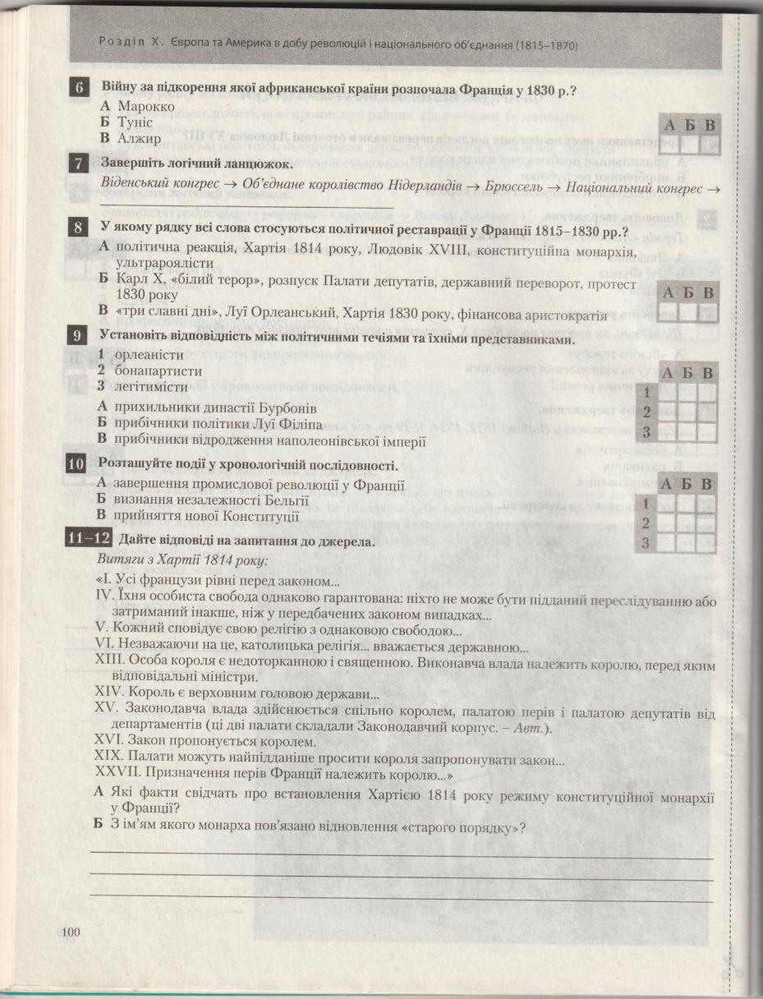 Розділ X. Європа та Америка в добу революцій і національного об'єднання (1815–1870)
6 Війну за підкорення якої африканської країни розпочала Франція у 1830 р.?
А Марокко
Б Туніс
В Алжир
А Б В
7 Завершіть логічний ланцюжок.
Віденський конгрес → Об'єднане королівство Нідерландів → Брюссель → Національний конгрес →
8 У якому рядку всі слова стосуються політичної реставрації у Франції 1815–1830 рр.?
А політична реакція, Хартія 1814 року, Людовік XVIII, конституційна монархія,
ультрароялісти
Б Карл X, «білий терор», розпуск Палати депутатів, державний переворот, протест
1830 року
В «три славні дні», Луї Орлеанський, Хартія 1830 року, фінансова аристократія
А Б В
9 Установіть відповідність між політичними течіями та їхніми представниками.
1 орлеаністи
2 бонапартисти
3 легітимісти
А прихильники династії Бурбонів
Б прибічники політики Луї Філіпа
В прибічники відродження наполеонівської імперії
А Б В
1
2
3
10 Розташуйте події у хронологічній послідовності.
А завершення промислової революції у Франції
Б визнання незалежності Бельгії
В прийняття нової Конституції
А Б В
1
2
3
11–12 Дайте відповіді на запитання до джерела.
Витяги з Хартії 1814 року:
«I. Усі французи рівні перед законом...
IV. Їхня особиста свобода однаково гарантована: ніхто не може бути підданий переслідуванню або
затриманий інакше, ніж у передбачених законом випадках...
V. Кожний сповідує свою релігію з однаковою свободою...
VI. Незважаючи на це, католицька релігія... вважається державною...
XIII. Особа короля є недоторканною і священною. Виконавча влада належить королю, перед яким
відповідальні міністри.
XIV. Король є верховним головою держави...
XV. Законодавча влада здійснюється спільно королем, палатою перів і палатою депутатів від
департаментів (ці дві палати складали Законодавчий корпус. – Авт.).
XVI. Закон пропонується королем.
XIX. Палати можуть найпідданіше просити короля запропонувати закон...
XXVII. Призначення перів Франції належить королю...»
А Які факти свідчать про встановлення Хартією 1814 року режиму конституційної монархії
у Франції?
Б З ім'ям якого монарха пов'язано відновлення «старого порядку»?
100